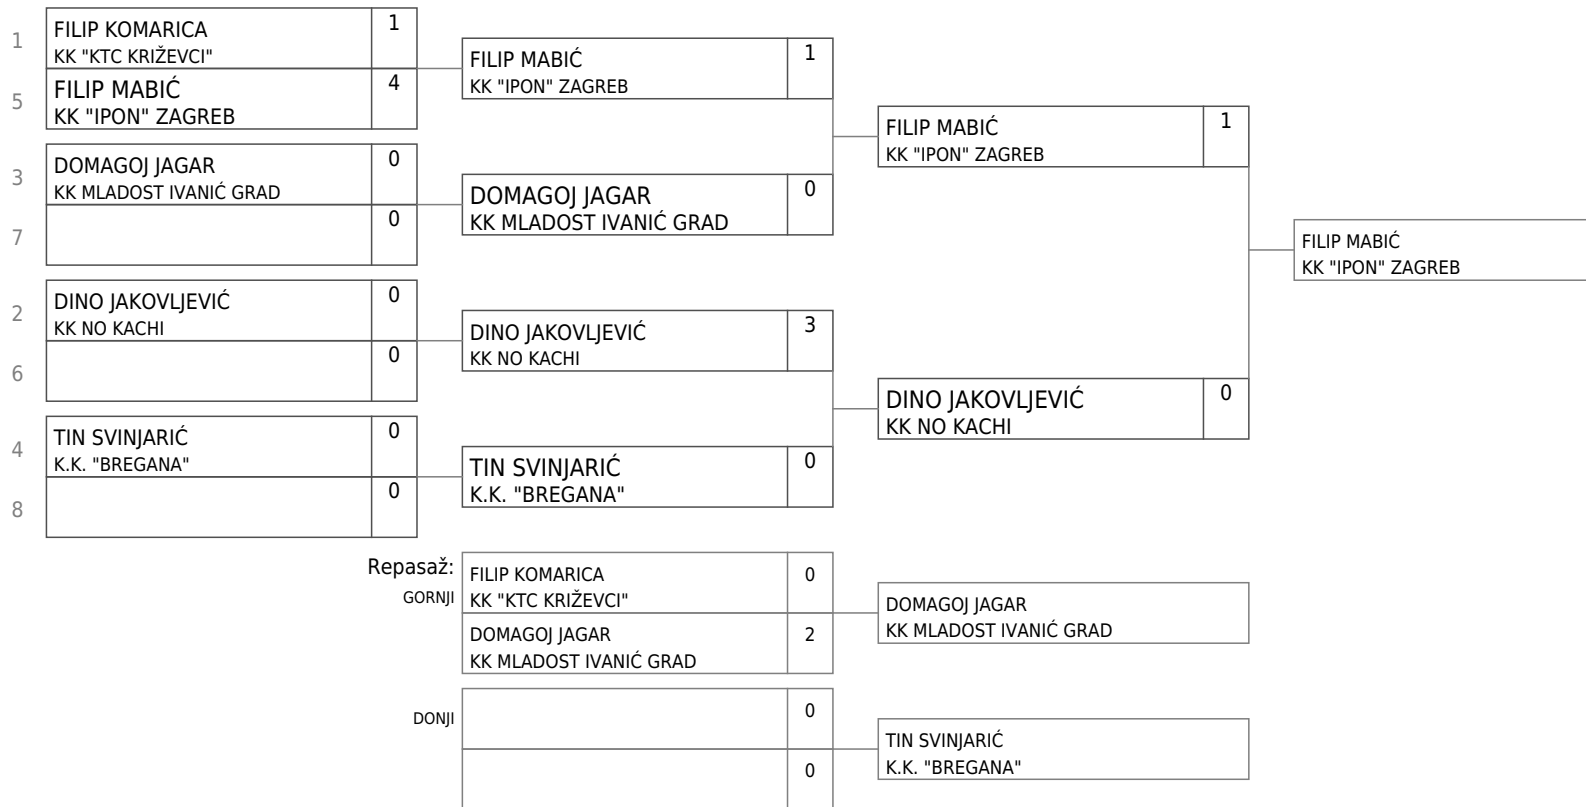 1
FILIP KOMARICA
1
KK "KTC KRIŽEVCI"
5
FILIP MABIĆ
4
KK "IPON" ZAGREB
3
DOMAGOJ JAGAR
0
KK MLADOST IVANIĆ GRAD
7
0
2
DINO JAKOVLJEVIĆ
0
KK NO KACHI
6
0
4
TIN SVINJARIĆ
0
K.K. "BREGANA"
8
0
FILIP MABIĆ
1
KK "IPON" ZAGREB
DOMAGOJ JAGAR
0
KK MLADOST IVANIĆ GRAD
DINO JAKOVLJEVIĆ
3
KK NO KACHI
TIN SVINJARIĆ
0
K.K. "BREGANA"
FILIP MABIĆ
1
KK "IPON" ZAGREB
DINO JAKOVLJEVIĆ
0
KK NO KACHI
FILIP MABIĆ
KK "IPON" ZAGREB
Repasaž:
GORNJI
FILIP KOMARICA
0
KK "KTC KRIŽEVCI"
DOMAGOJ JAGAR
2
KK MLADOST IVANIĆ GRAD
DOMAGOJ JAGAR
KK MLADOST IVANIĆ GRAD
DONJI
0
0
TIN SVINJARIĆ
K.K. "BREGANA"